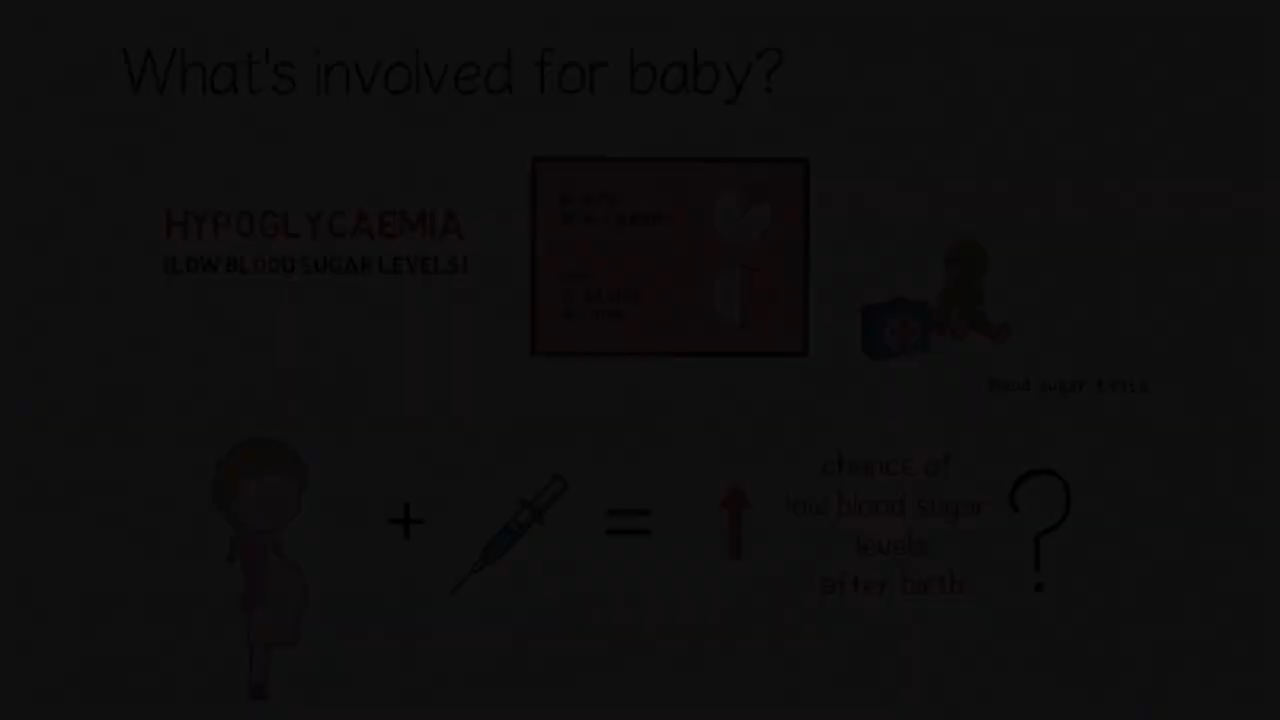 What's involved for baby?
HYPOGLYCAEMIA
(LOW BLOOD SUGAR LEVELS)
blood sugar tests
+
=
chance of
low blood sugar
levels
after birth
?